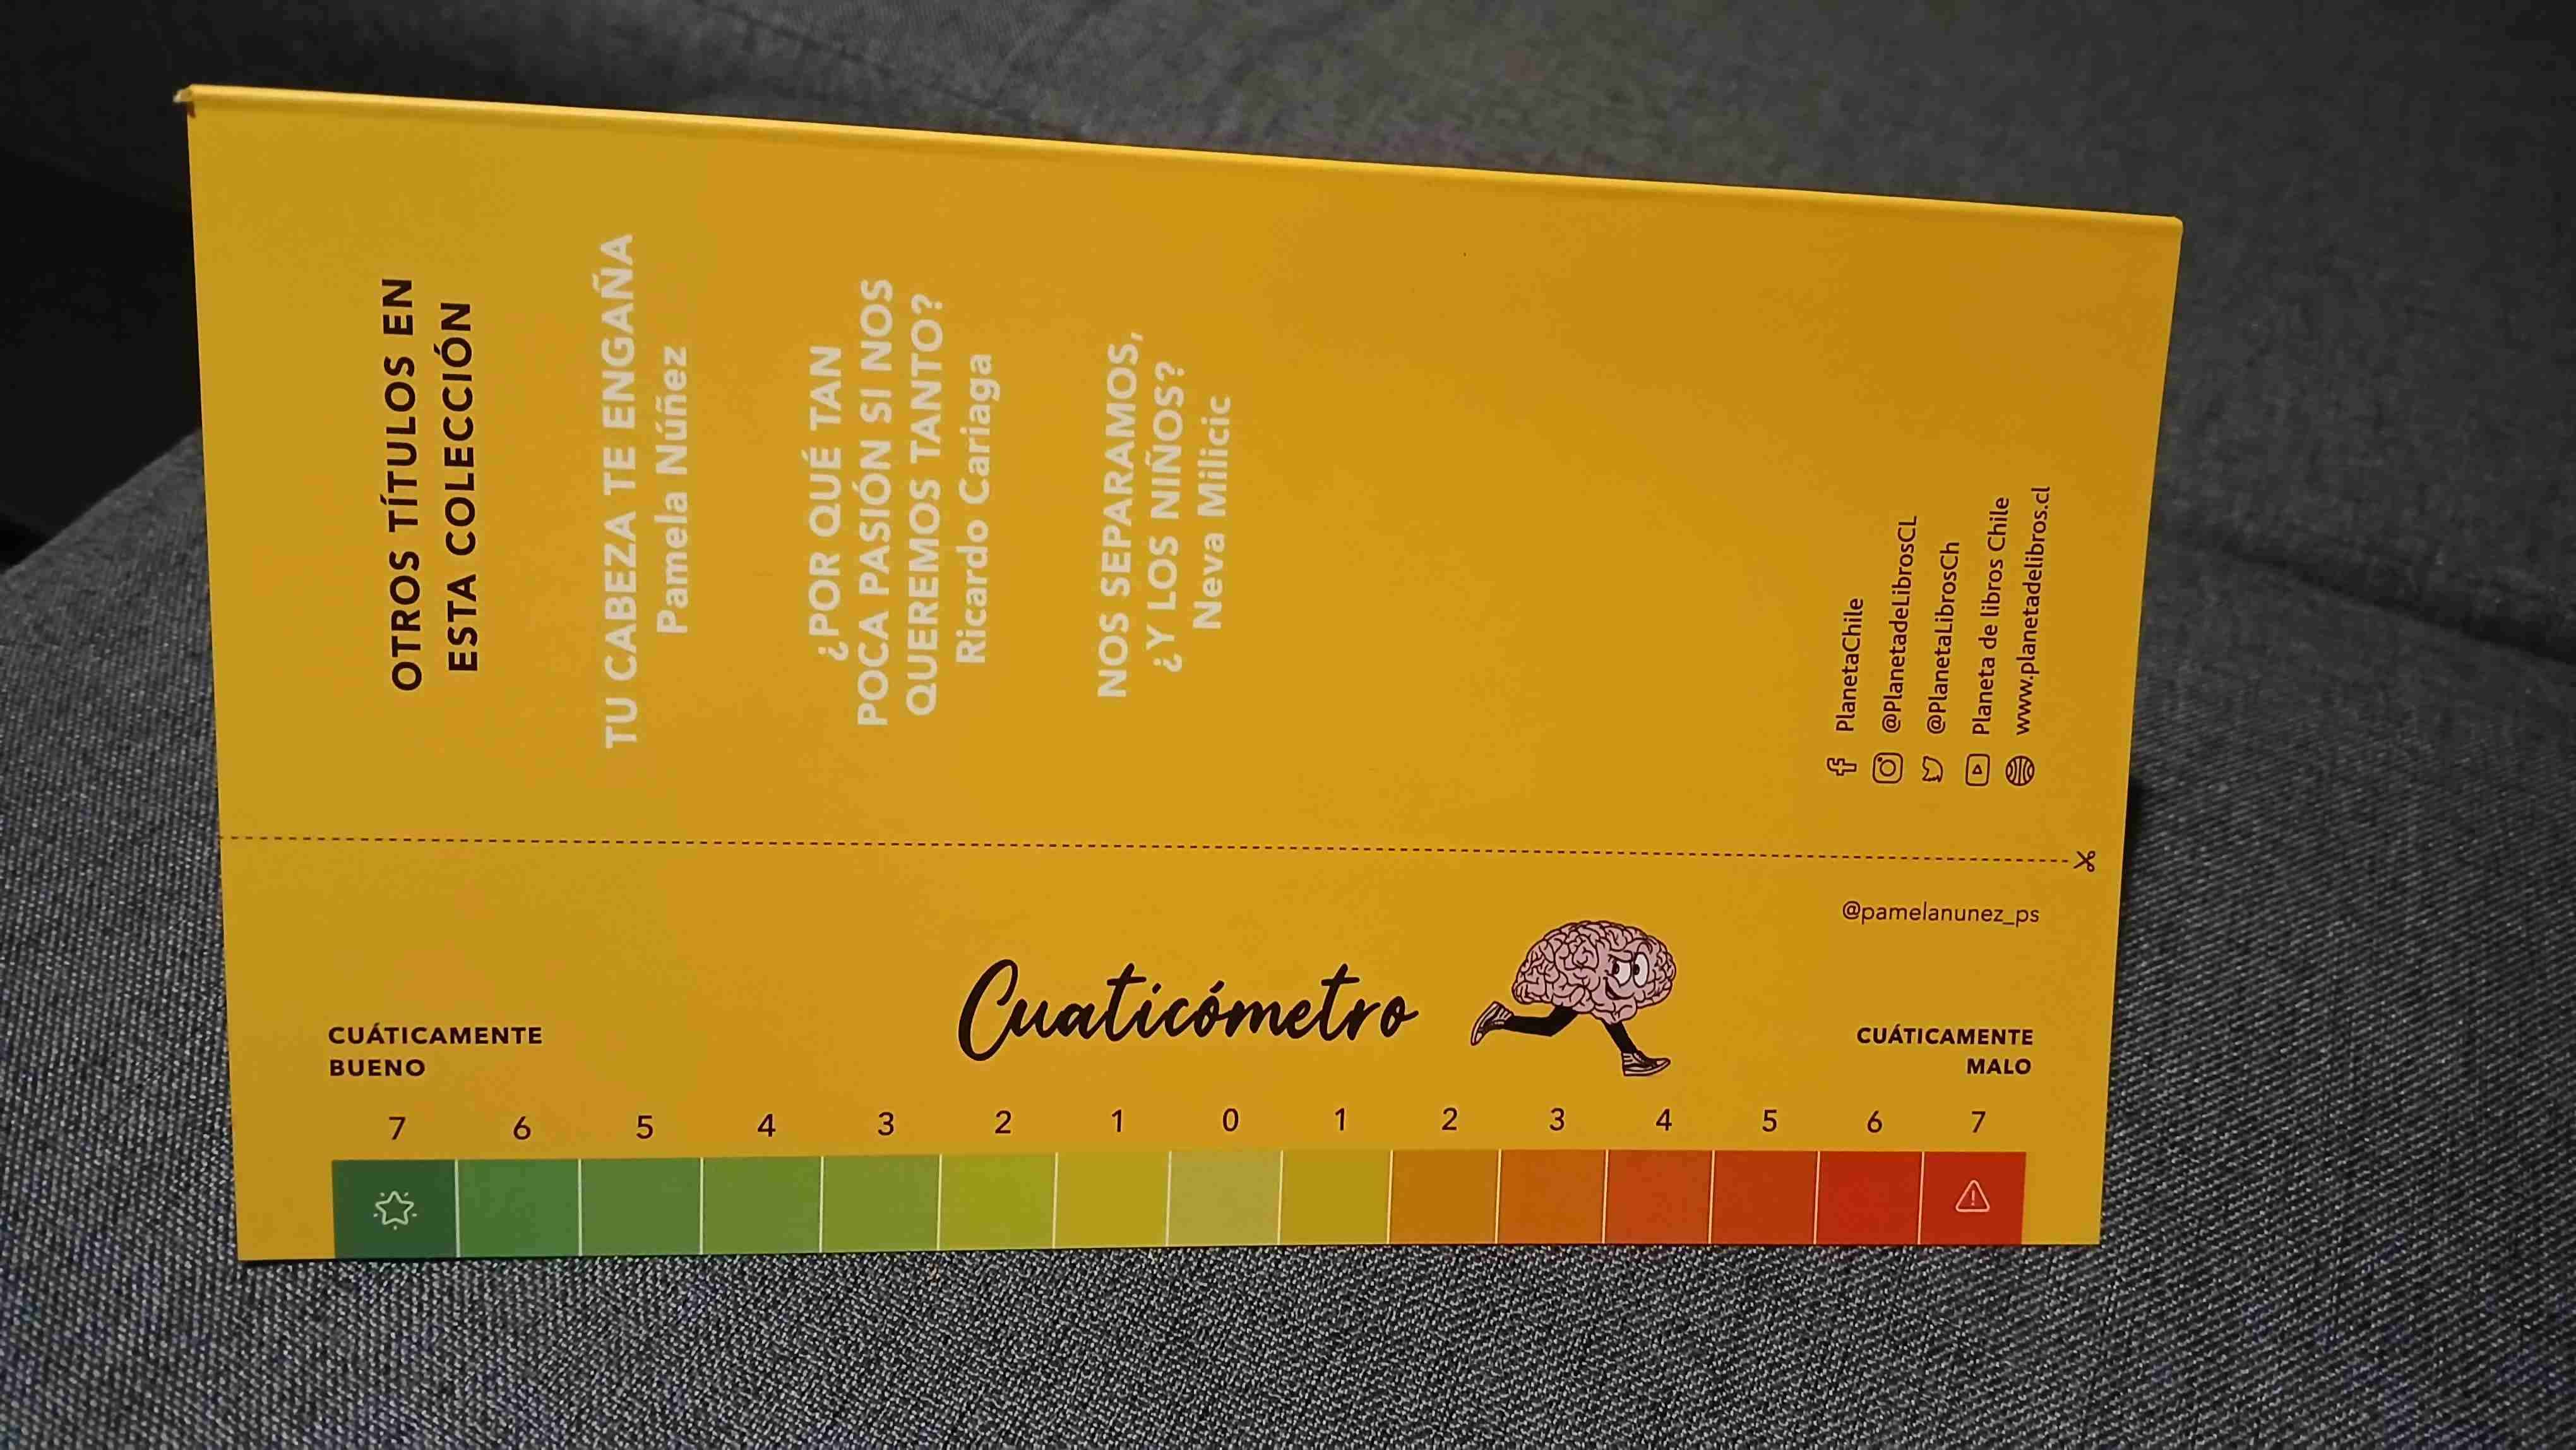 OTROS TÍTULOS EN
ESTA COLECCIÓN
TU CABEZA TE ENGAÑA
Pamela Núñez
¿POR QUÉ TAN
POCA PASIÓN SI NOS
QUEREMOS TANTO?
Ricardo Cariaga
NOS SEPARAMOS,
¿Y LOS NIÑOS?
Neva Milicic
PlanetaChile
@PlanetadeLibrosCL
@PlanetaLibrosCh
Planeta de libros Chile
www.planetadelibros.cl
@pamelanunez_ps
Cuaticómetro
CUÁTICAMENTE
BUENO
CUÁTICAMENTE
MALO
7 6 5 4 3 2 1 0 1 2 3 4 5 6 7